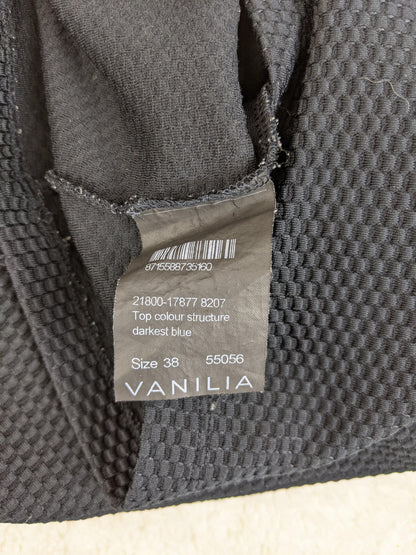 8715588735160
21800-17877 8207
Top colour structure
darkest blue
Size 38 55056
VANILIA